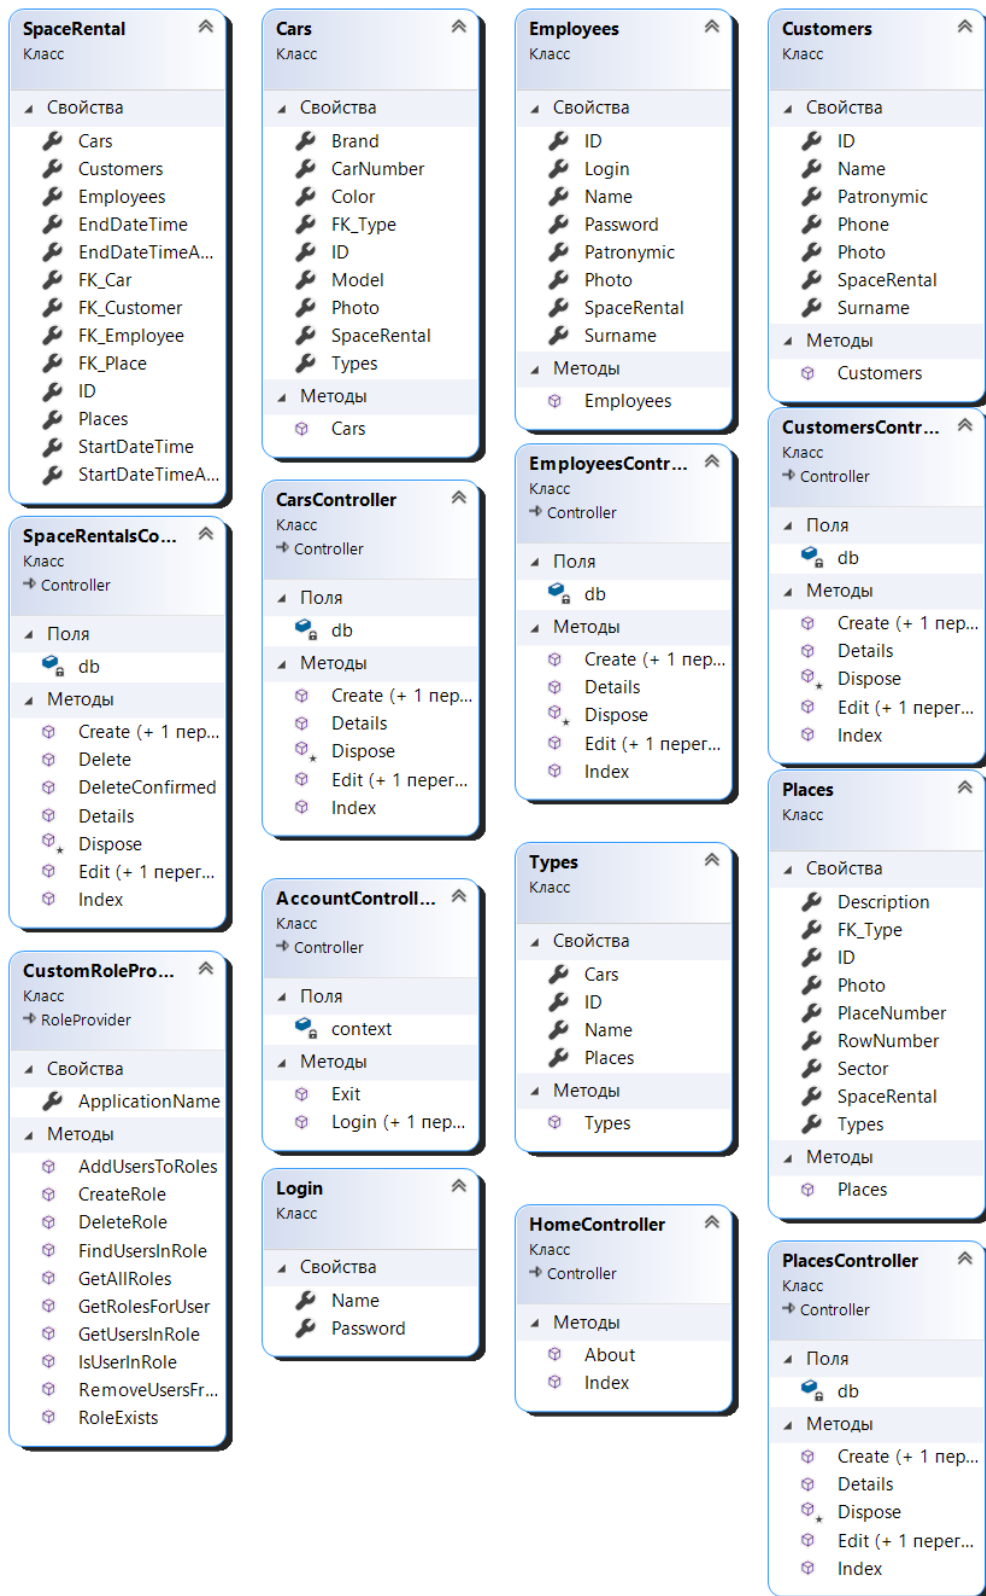 SpaceRental
Класс
Свойства
Cars
Customers
Employees
EndDateTime
EndDateTimeA...
FK_Car
FK_Customer
FK_Employee
FK_Place
ID
Places
StartDateTime
StartDateTimeA...
SpaceRentalsCo...
Класс
Controller
Поля
db
Методы
Create (+ 1 пер...
Delete
DeleteConfirmed
Details
Dispose
Edit (+ 1 перег...
Index
CustomRolePro...
Класс
RoleProvider
Свойства
ApplicationName
Методы
AddUsersToRoles
CreateRole
DeleteRole
FindUsersInRole
GetAllRoles
GetRolesForUser
GetUsersInRole
IsUserInRole
RemoveUsersFr...
RoleExists
Cars
Класс
Свойства
Brand
CarNumber
Color
FK_Type
ID
Model
Photo
SpaceRental
Types
Методы
Cars
CarsController
Класс
Controller
Поля
db
Методы
Create (+ 1 пер...
Details
Dispose
Edit (+ 1 перег...
Index
AccountControll...
Класс
Controller
Поля
context
Методы
Exit
Login (+ 1 пер...
Login
Класс
Свойства
Name
Password
Employees
Класс
Свойства
ID
Login
Name
Password
Patronymic
Photo
SpaceRental
Surname
Методы
Employees
EmployeesContr...
Класс
Controller
Поля
db
Методы
Create (+ 1 пер...
Details
Dispose
Edit (+ 1 перег...
Index
Types
Класс
Свойства
Cars
ID
Name
Places
Методы
Types
HomeController
Класс
Controller
Методы
About
Index
Customers
Класс
Свойства
ID
Name
Patronymic
Phone
Photo
SpaceRental
Surname
Методы
Customers
CustomersContr...
Класс
Controller
Поля
db
Методы
Create (+ 1 пер...
Details
Dispose
Edit (+ 1 перег...
Index
Places
Класс
Свойства
Description
FK_Type
ID
Photo
PlaceNumber
RowNumber
Sector
SpaceRental
Types
Методы
Places
PlacesController
Класс
Controller
Поля
db
Методы
Create (+ 1 пер...
Details
Dispose
Edit (+ 1 перег...
Index